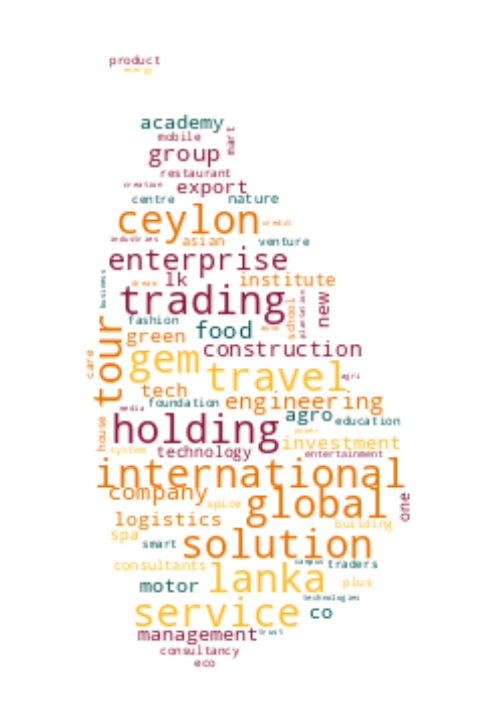 product
energy
academy
mobile
mart
group
restaurant
creation
export
centre
nature
ceylon
credit
industries
asian
venture
enterprise
business
lk
institute
dream
trading
plantation
new
school
fashion
tour
food
auto
green
construction
care
gem
travel
agri
tech
foundation
engineering
media
agro
education
holding
power
house
investment
system
technology
entertainment
international
company
global
one
spice
logistics
building
spa
smart
solution
consultants
campus
traders
lanka
motor
plus
technologies
service
co
management
trust
consultancy
eco